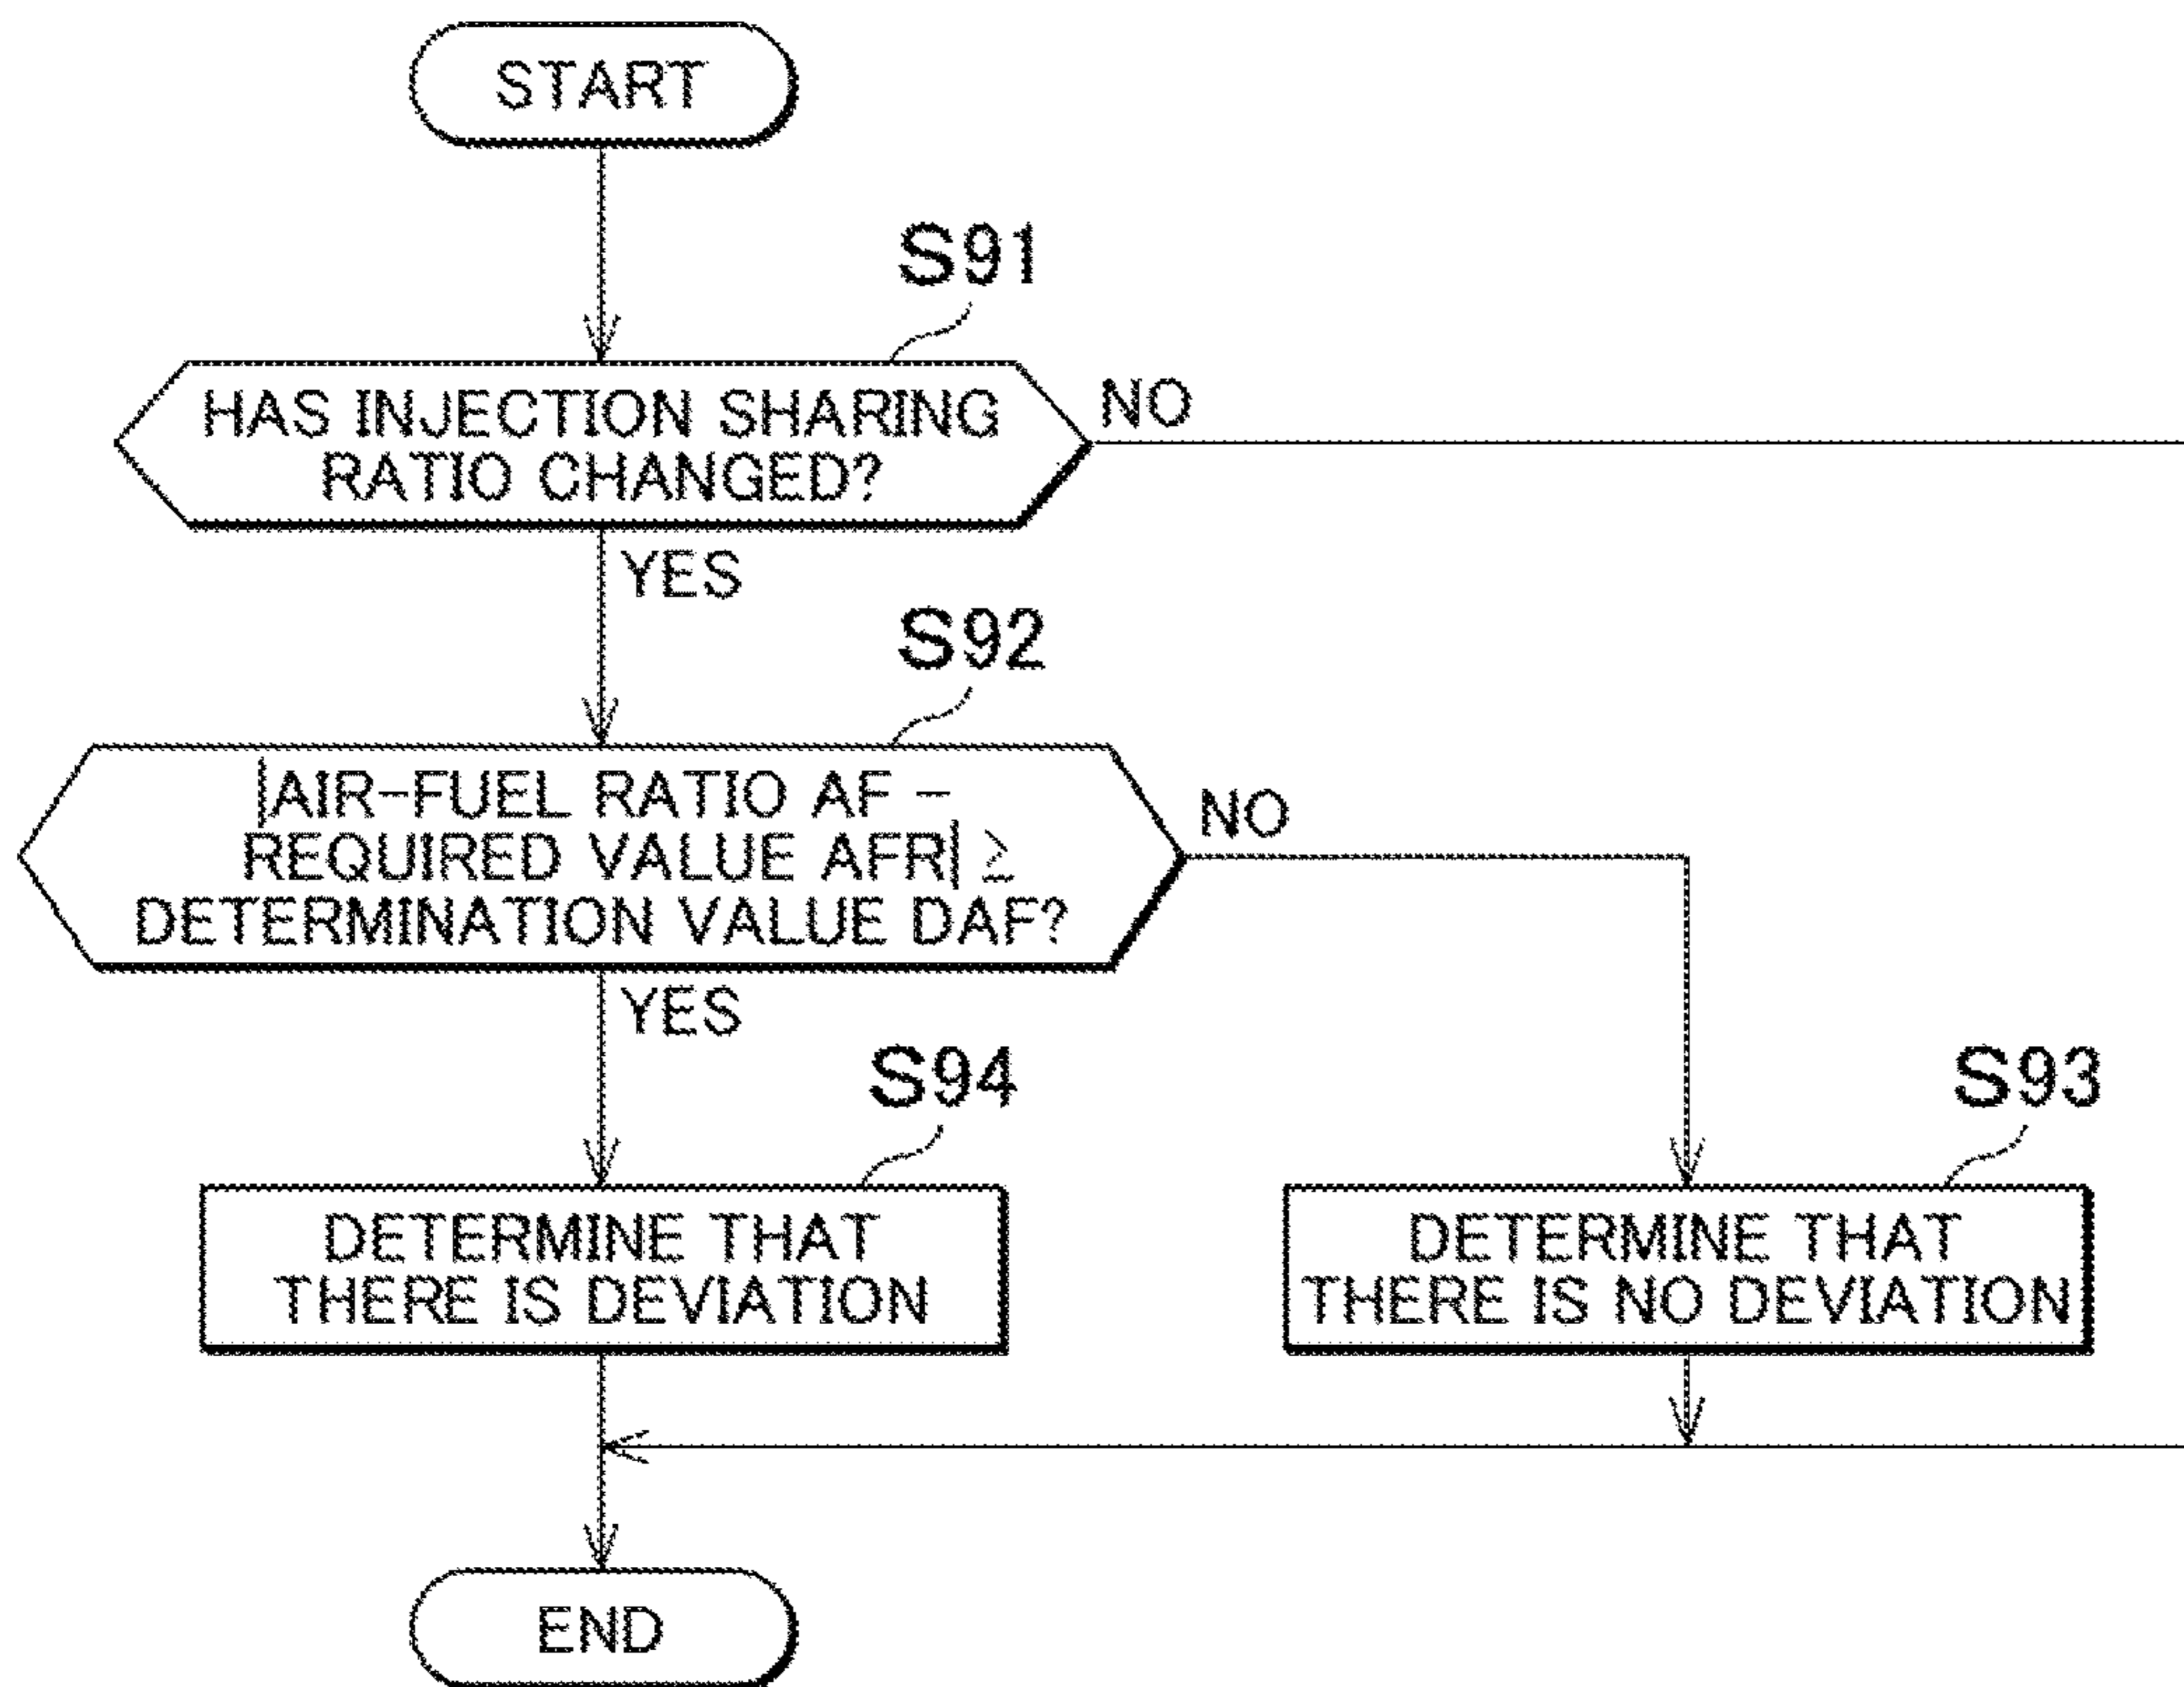 START
S91
HAS INJECTION SHARING
RATIO CHANGED?
NO
YES
S92
|AIR-FUEL RATIO AF -
REQUIRED VALUE AFR| ≥
DETERMINATION VALUE DAF?
NO
YES
S94
DETERMINE THAT
THERE IS DEVIATION
S93
DETERMINE THAT
THERE IS NO DEVIATION
END